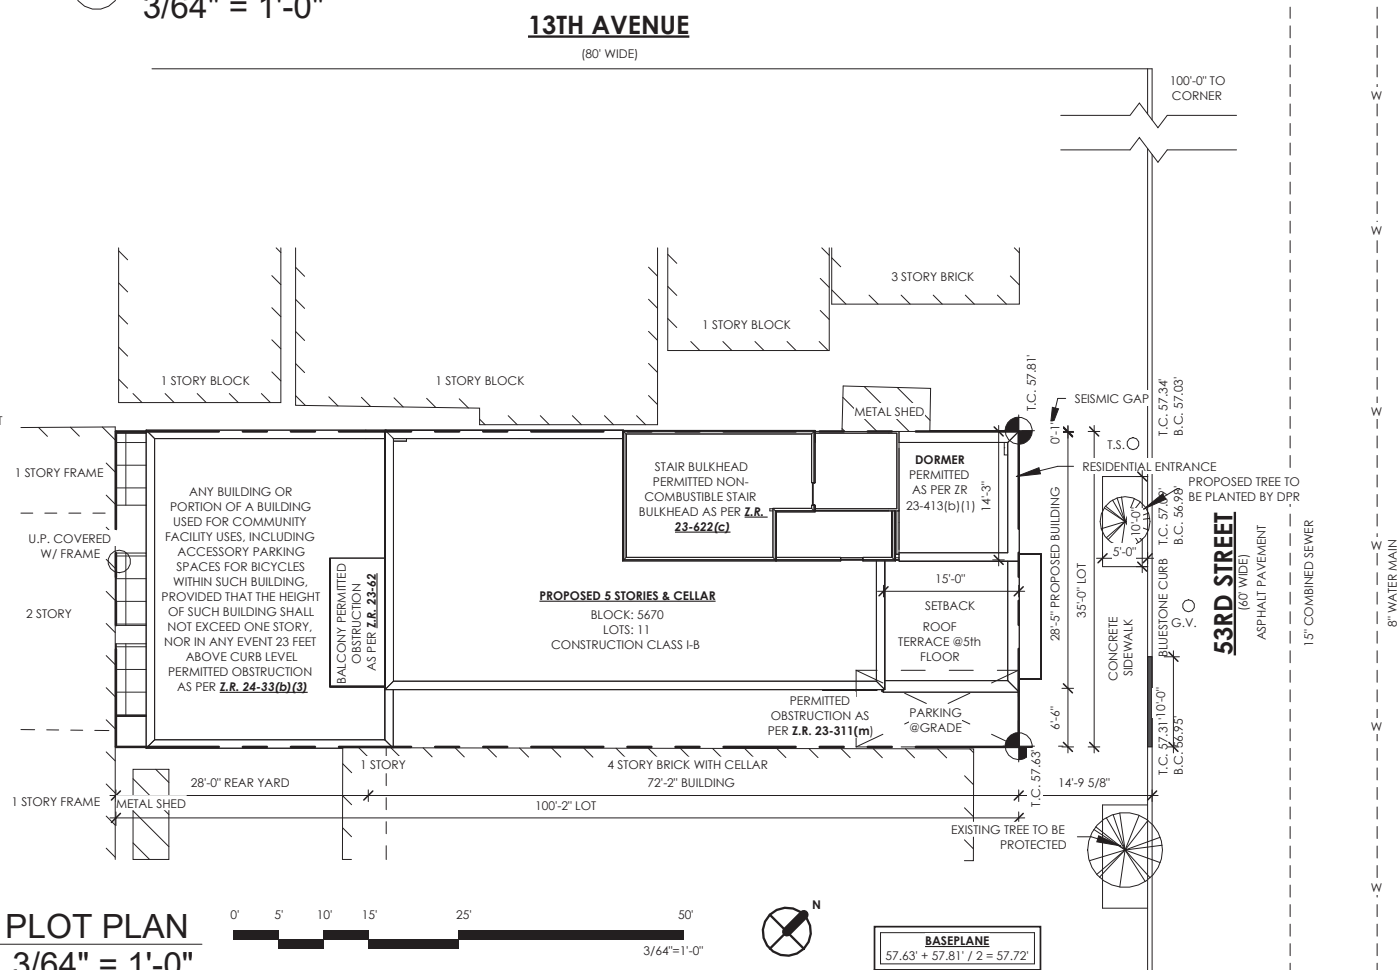 3/64" = 1'-0"
13TH AVENUE
(80' WIDE)
100'-0" TO
CORNER
W
W
W
W
W
3 STORY BRICK
1 STORY BLOCK
1 STORY BLOCK
1 STORY BLOCK
METAL SHED
T.C. 57.81'
0'-1"
SEISMIC GAP
T.C. 57.34'
B.C. 57.03'
T.S.
RESIDENTIAL ENTRANCE
PROPOSED TREE TO
BE PLANTED BY DPR
1 STORY FRAME
U.P. COVERED
W/ FRAME
2 STORY
1 STORY FRAME
ANY BUILDING OR
PORTION OF A BUILDING
USED FOR COMMUNITY
FACILITY USES, INCLUDING
ACCESSORY PARKING
SPACES FOR BICYCLES
WITHIN SUCH BUILDING,
PROVIDED THAT THE HEIGHT
OF SUCH BUILDING SHALL
NOT EXCEED ONE STORY,
NOR IN ANY EVENT 23 FEET
ABOVE CURB LEVEL
PERMITTED OBSTRUCTION
AS PER Z.R. 24-33(b)(3)
BALCONY PERMITTED
OBSTRUCTION
AS PER Z.R. 23-62
STAIR BULKHEAD
PERMITTED NON-
COMBUSTIBLE STAIR
BULKHEAD AS PER Z.R.
23-622(c)
DORMER
PERMITTED
AS PER ZR
23-413(b)(1)
14'-3"
PROPOSED 5 STORIES & CELLAR
BLOCK: 5670
LOTS: 11
CONSTRUCTION CLASS I-B
15'-0"
SETBACK
ROOF
TERRACE @5th
FLOOR
PERMITTED
OBSTRUCTION AS
PER Z.R. 23-311(m)
PARKING
@GRADE
28'-5" PROPOSED BUILDING
6'-6"
35'-0" LOT
10'-0"
5'-0"
CONCRETE
SIDEWALK
BLUESTONE CURB
B.C. 56.98'
G.V.
53RD STREET
(60' WIDE)
ASPHALT PAVEMENT
15" COMBINED SEWER
8" WATER MAIN
10'-0"
T.C. 57.31'
B.C. 56.95'
T.C. 57.63'
1 STORY
4 STORY BRICK WITH CELLAR
28'-0" REAR YARD
72'-2" BUILDING
14'-9 5/8"
METAL SHED
100'-2" LOT
EXISTING TREE TO BE
PROTECTED
PLOT PLAN
3/64" = 1'-0"
0' 5' 10' 15' 25' 50'
3/64"=1'-0"
N
BASEPLANE
57.63' + 57.81' / 2 = 57.72'